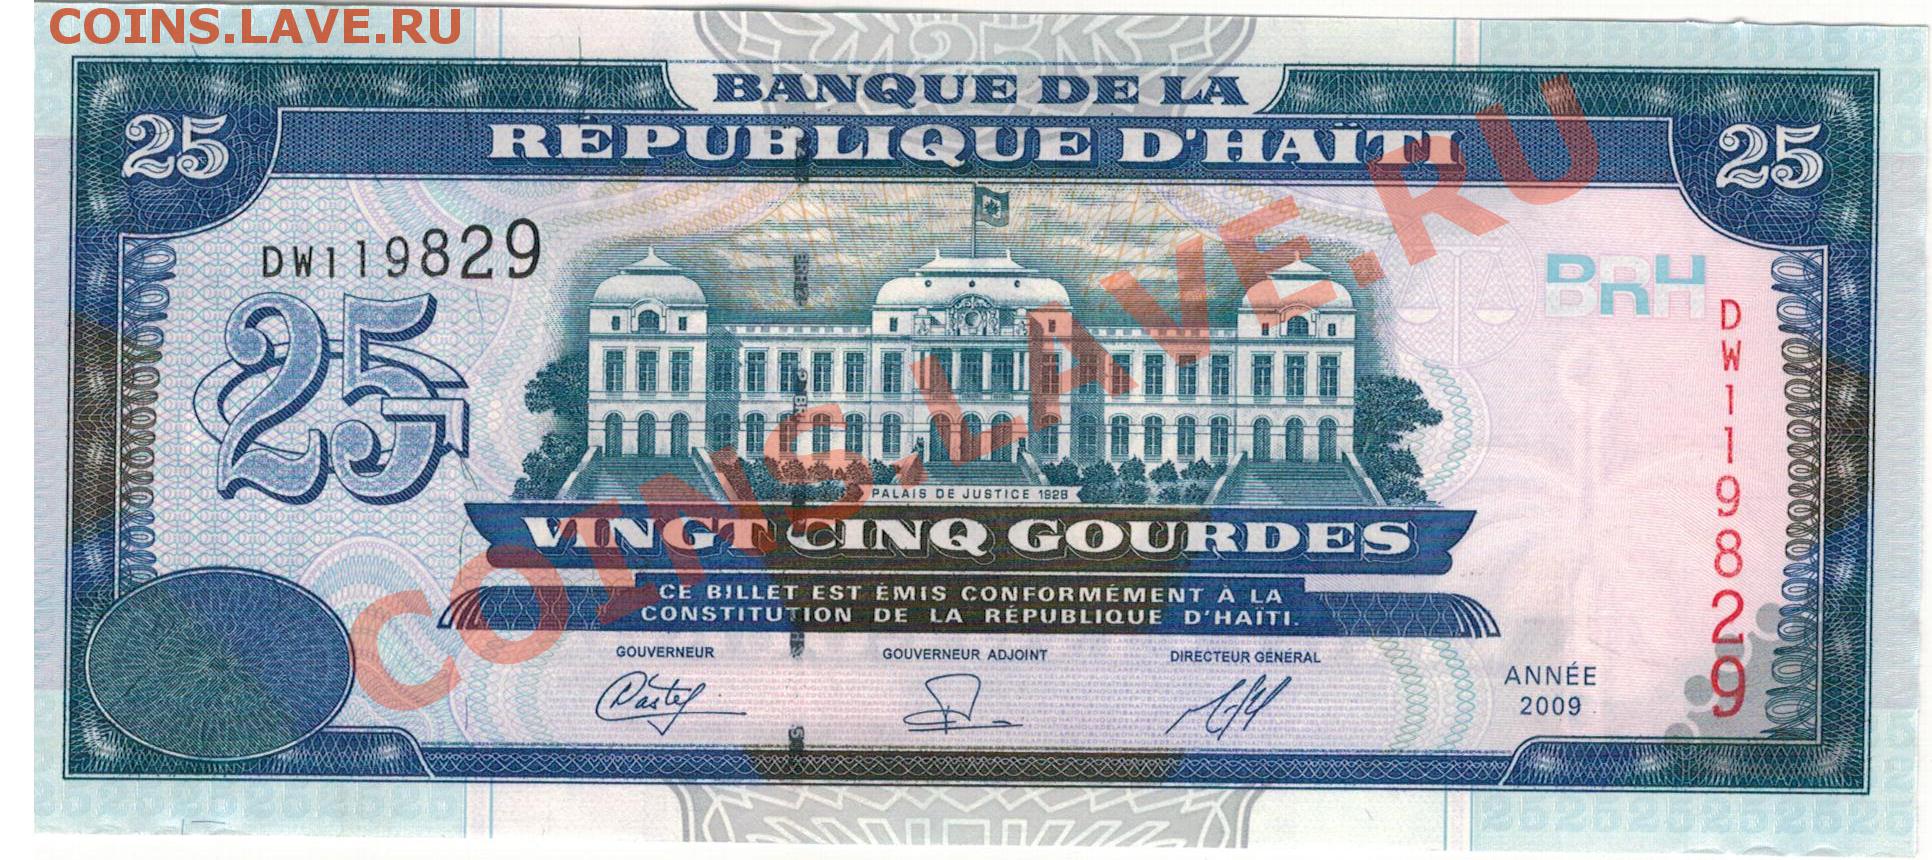 COINS.LAVE.RU
BANQUE DE LA
RÉPUBLIQUE D'HAÏTI
25
25
DW119829
25
BRH
DW119829
COINS.LAVE.RU
PALAIS DE JUSTICE 1928
VINGT CINQ GOURDES
CE BILLET EST ÉMIS CONFORMÉMENT À LA
CONSTITUTION DE LA RÉPUBLIQUE D'HAÏTI.
GOUVERNEUR
GOUVERNEUR ADJOINT
DIRECTEUR GÉNÉRAL
ANNÉE
2009